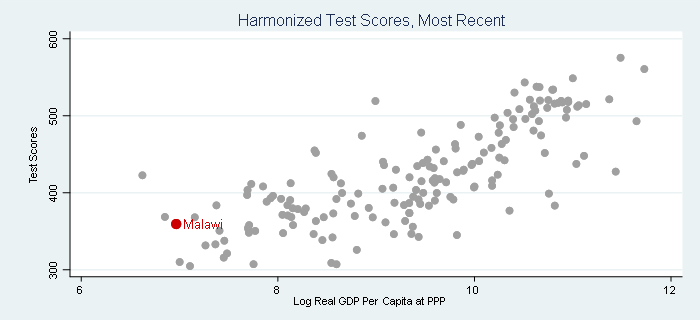 Harmonized Test Scores, Most Recent
600
500
400
300
Test Scores
Malawi
6
8
10
12
Log Real GDP Per Capita at PPP